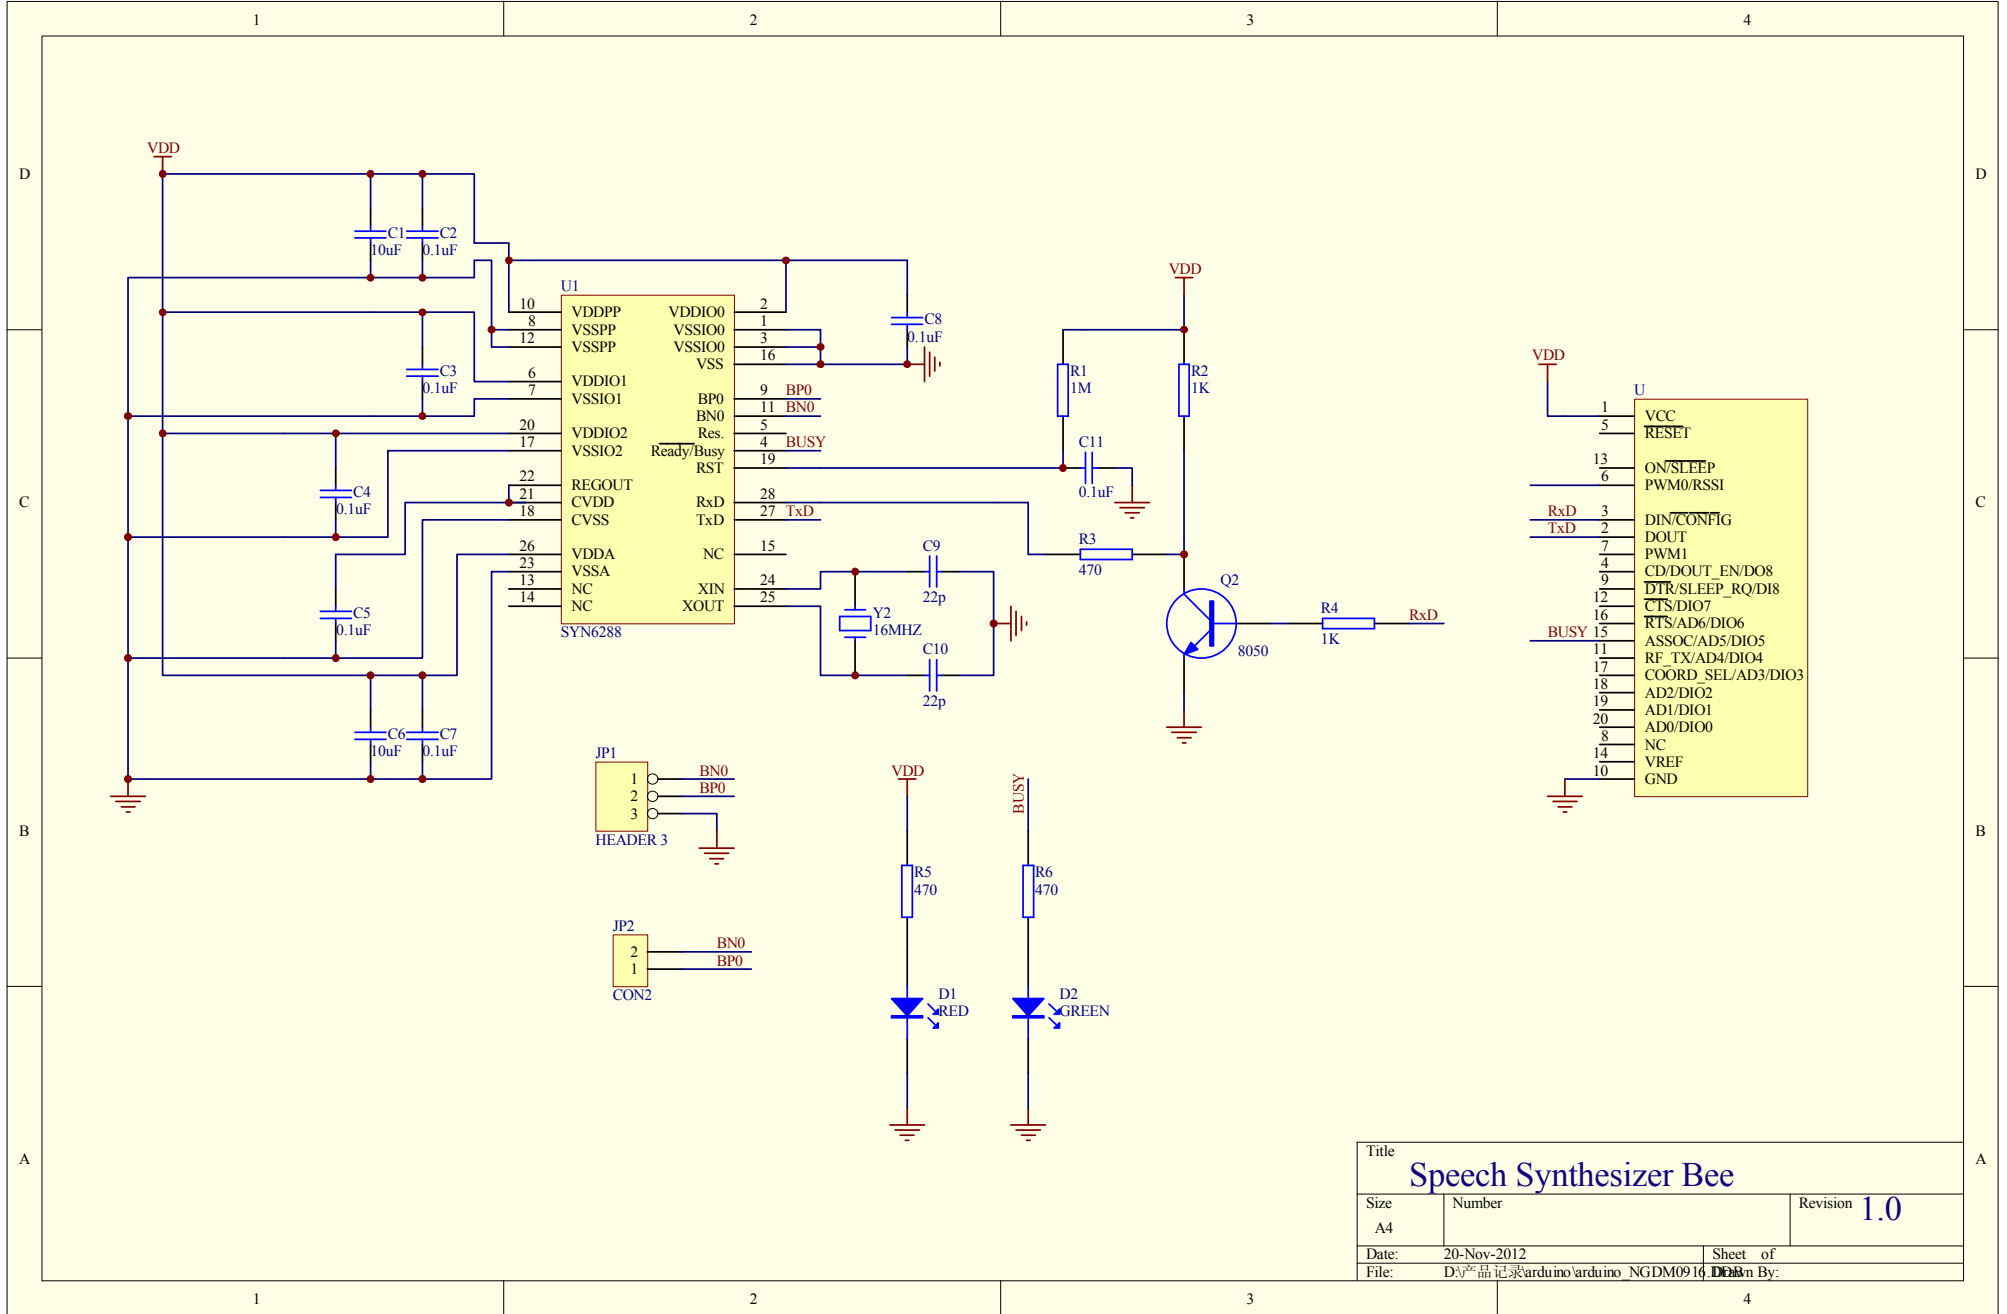 1 2 3 4
D
C
B
A
D
C
B
A
1 2 3 4
VDD
C1
10uF
C2
0.1uF
C3
0.1uF
C4
0.1uF
C5
0.1uF
C6
10uF
C7
0.1uF
U1
10 VDDPP
8 VSSPP
12 VSSPP
6 VDDIO1
7 VSSIO1
20 VDDIO2
17 VSSIO2
22 REGOUT
21 CVDD
18 CVSS
26 VDDA
23 VSSA
13 NC
14 NC
VDDIO0 2
VSSIO0 1
VSSIO0 3
VSS 16
BP0 9 BP0
BN0 11 BN0
Res. 5
Ready/Busy 4 BUSY
RST 19
RxD 28
TxD 27 TxD
NC 15
XIN 24
XOUT 25
SYN6288
C8
0.1uF
C9
22p
Y2
16MHZ
C10
22p
VDD
R1
1M
R2
1K
C11
0.1uF
R3
470
Q2
8050
R4
1K
RxD
JP1
1 BN0
2 BP0
3
HEADER 3
JP2
2 BN0
1 BP0
CON2
VDD
R5
470
D1
RED
BUSY
R6
470
D2
GREEN
VDD
U
1 VCC
5 RESET
13 ON/SLEEP
6 PWM0/RSSI
RxD 3 DIN/CONFIG
TxD 2 DOUT
7 PWM1
4 CD/DOUT_EN/DO8
9 DTR/SLEEP_RQ/DI8
12 CTS/DIO7
16 RTS/AD6/DIO6
BUSY 15 ASSOC/AD5/DIO5
11 RF_TX/AD4/DIO4
17 COORD_SEL/AD3/DIO3
18 AD2/DIO2
19 AD1/DIO1
20 AD0/DIO0
8 NC
14 VREF
10 GND
Title
Speech Synthesizer Bee
Size Number Revision 1.0
A4
Date: 20-Nov-2012 Sheet of
File: D:\产品记录\arduino\arduino_NGDM0916.DDB Drawn By: